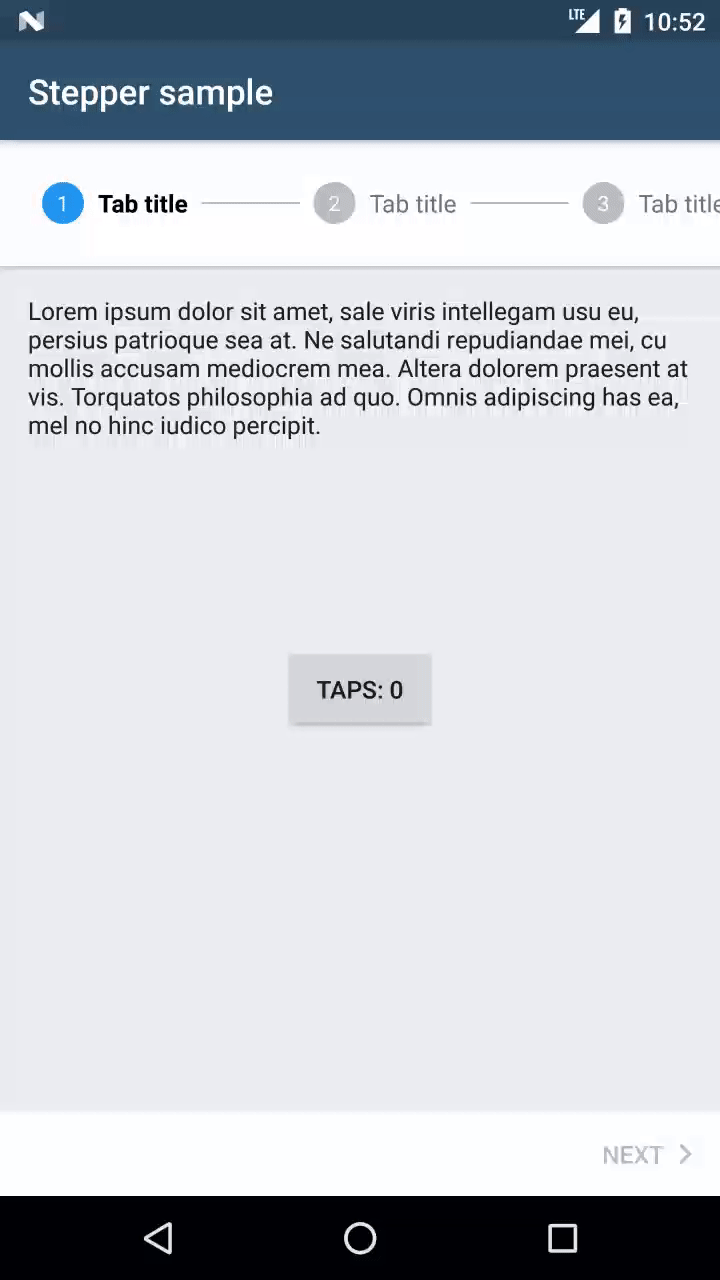 LTE 10:52
Stepper sample
1 Tab title 2 Tab title 3 Tab title
Lorem ipsum dolor sit amet, sale viris intellegam usu eu,
persius patrioque sea at. Ne salutandi repudiandae mei, cu
mollis accusam mediocrem mea. Altera dolorem praesent at
vis. Torquatos philosophia ad quo. Omnis adipiscing has ea,
mel no hinc iudico percipit.
TAPS: 0
NEXT